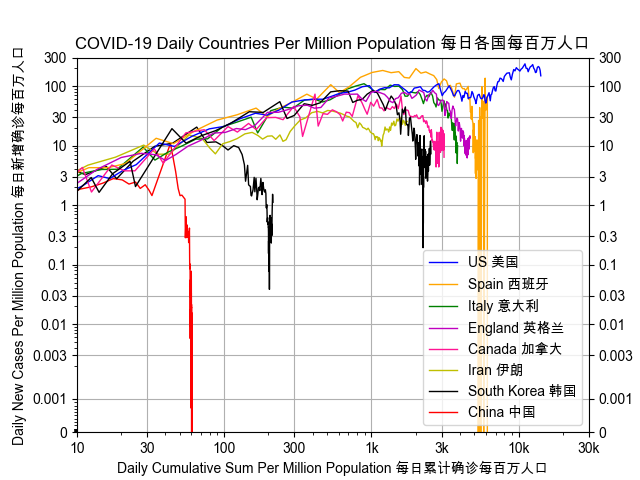 COVID-19 Daily Countries Per Million Population 每日各国每百万人口
300
100
30
10
3
1
0.3
0.1
0.03
0.01
0.003
0.001
0
300
100
30
10
3
1
0.3
0.1
0.03
0.01
0.003
0.001
0
Daily New Cases Per Million Population 每日新增确诊每百万人口
US 美国
Spain 西班牙
Italy 意大利
England 英格兰
Canada 加拿大
Iran 伊朗
South Korea 韩国
China 中国
10 30 100 300 1k 3k 10k 30k
Daily Cumulative Sum Per Million Population 每日累计确诊每百万人口